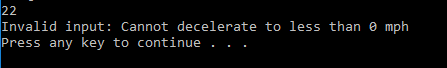 22
Invalid input: Cannot decelerate to less than 0 mph
Press any key to continue . . .